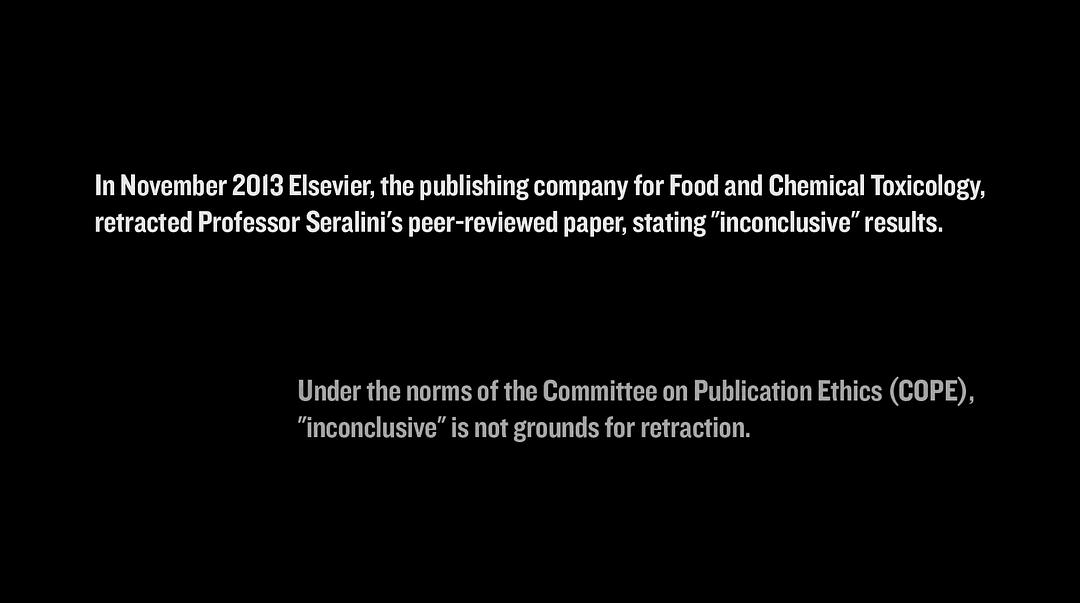 In November 2013 Elsevier, the publishing company for Food and Chemical Toxicology,
retracted Professor Seralini's peer-reviewed paper, stating "inconclusive" results.
Under the norms of the Committee on Publication Ethics (COPE),
"inconclusive" is not grounds for retraction.